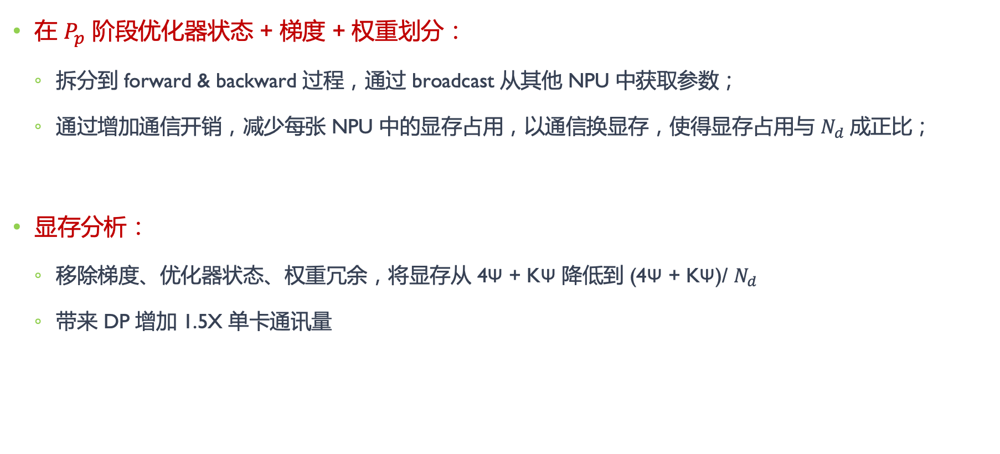 • 在 P_p 阶段优化器状态 + 梯度 + 权重划分：
◦ 拆分到 forward & backward 过程，通过 broadcast 从其他 NPU 中获取参数；
◦ 通过增加通信开销，减少每张 NPU 中的显存占用，以通信换显存，使得显存占用与 N_d 成正比；
• 显存分析：
◦ 移除梯度、优化器状态、权重冗余，将显存从 4Ψ + KΨ 降低到 (4Ψ + KΨ)/ N_d
◦ 带来 DP 增加 1.5X 单卡通讯量